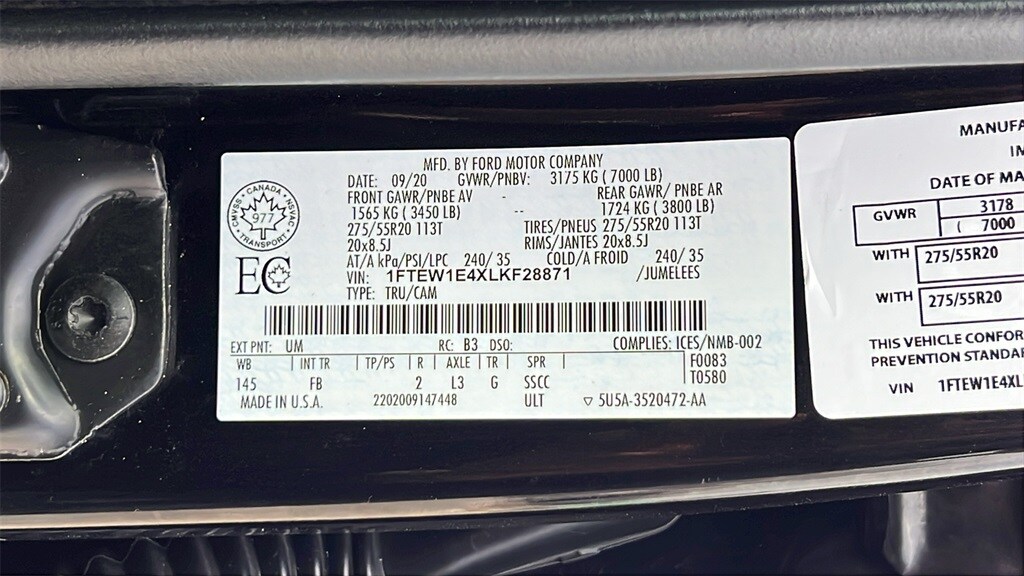 MFD. BY FORD MOTOR COMPANY
DATE: 09/20 GVWR/PNBV: 3175 KG ( 7000 LB)
FRONT GAWR/PNBE AV - REAR GAWR/ PNBE AR
1565 KG ( 3450 LB) -- 1724 KG ( 3800 LB)
275/55R20 113T TIRES/PNEUS 275/55R20 113T
20x8.5J RIMS/JANTES 20x8.5J
AT/A kPa/PSI/LPC 240/ 35 COLD/A FROID 240/ 35
VIN: 1FTEW1E4XLKF28871 /JUMELEES
TYPE: TRU/CAM
CANADA
CMVSS NSVAC
977
TRANSPORT
EC
EXT PNT: UM RC: B3 DSO: COMPLIES: ICES/NMB-002
WB INT TR TP/PS R AXLE TR SPR F0083
145 FB 2 L3 G SSCC T0580
MADE IN U.S.A. 2202009147448 ULT ▽ 5U5A-3520472-AA
MANUFA
DATE OF MA
GVWR 3178
( 7000
WITH 275/55R20
WITH 275/55R20
THIS VEHICLE CONFOR
PREVENTION STANDA
VIN 1FTEW1E4XL